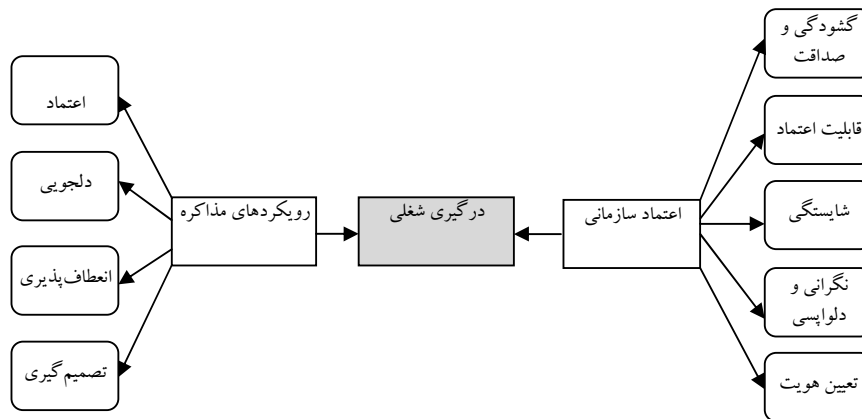 گشودگی و
صداقت
قابلیت اعتماد
شایستگی
نگرانی و
دلواپسی
تعیین هویت
اعتماد سازمانی
درگیری شغلی
رویکردهای مذاکره
اعتماد
دلجویی
انعطاف‌پذیری
تصمیم‌گیری